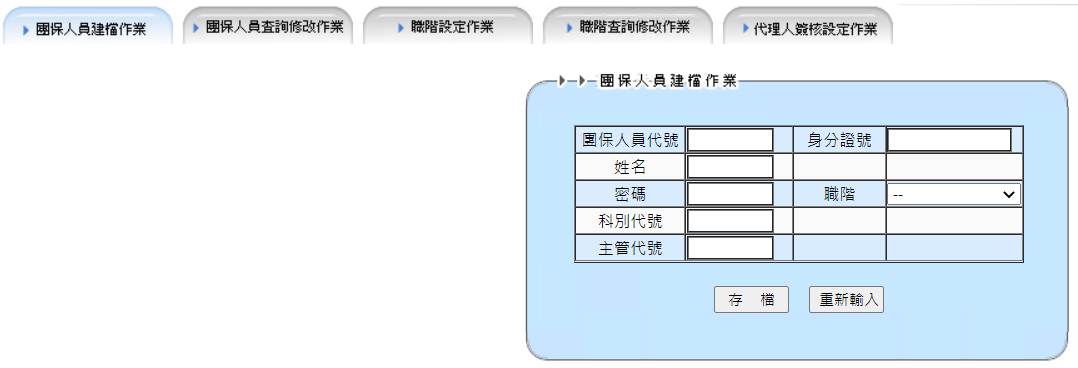 團保人員建檔作業 團保人員查詢修改作業 職階設定作業 職階查詢修改作業 代理人簽核設定作業
團保人員建檔作業
團保人員代號 身分證號
姓名
密碼 職階 --
科別代號
主管代號
存 檔 重新輸入